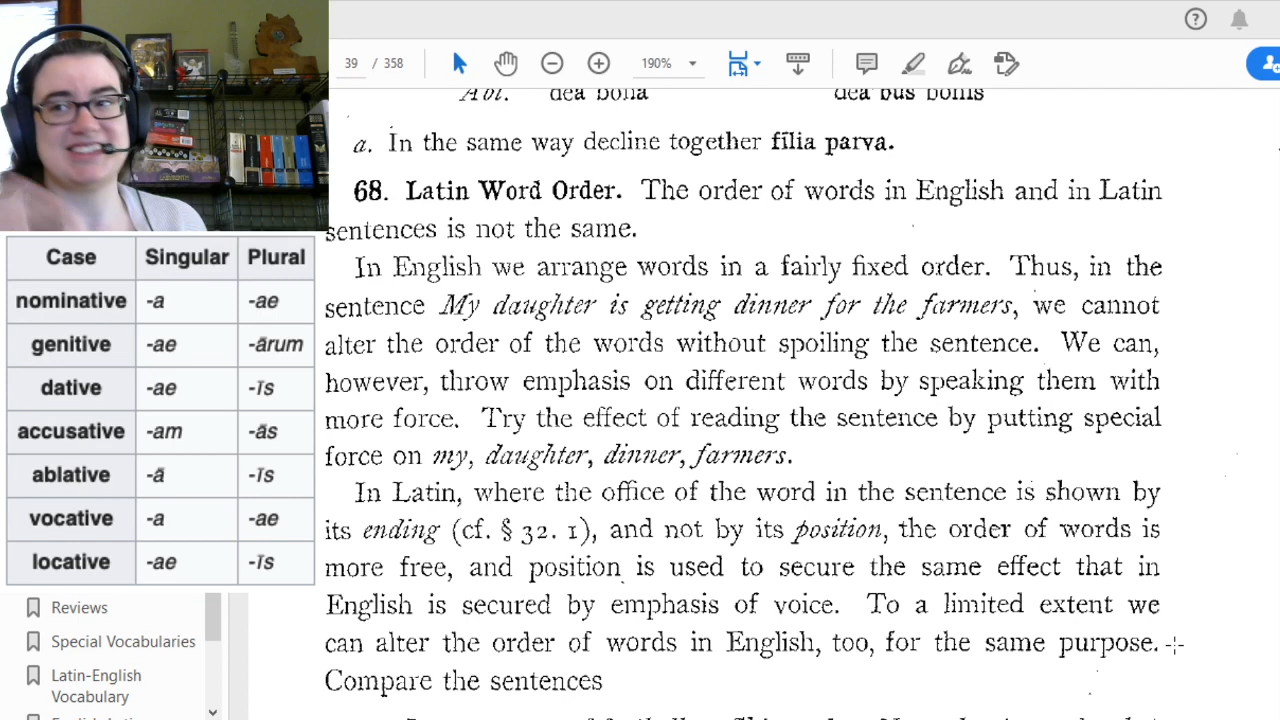 39 / 358
190%
Abl. deā bonā deā'bus bonīs
a. In the same way decline together fīlia parva.
68. Latin Word Order. The order of words in English and in Latin
sentences is not the same.
In English we arrange words in a fairly fixed order. Thus, in the
sentence My daughter is getting dinner for the farmers, we cannot
alter the order of the words without spoiling the sentence. We can,
however, throw emphasis on different words by speaking them with
more force. Try the effect of reading the sentence by putting special
force on my, daughter, dinner, farmers.
In Latin, where the office of the word in the sentence is shown by
its ending (cf. § 32. 1), and not by its position, the order of words is
more free, and position is used to secure the same effect that in
English is secured by emphasis of voice. To a limited extent we
can alter the order of words in English, too, for the same purpose.
Compare the sentences
Case Singular Plural
nominative -a -ae
genitive -ae -ārum
dative -ae -īs
accusative -am -ās
ablative -ā -īs
vocative -a -ae
locative -ae -īs
Reviews
Special Vocabularies
Latin-English
Vocabulary